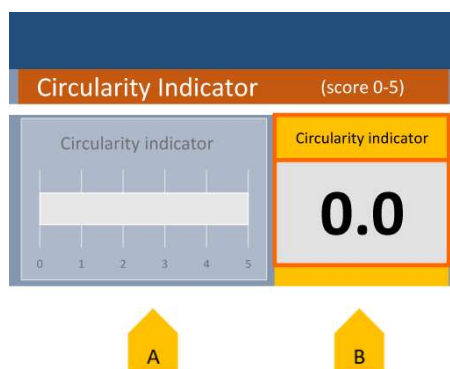 Circularity Indicator (score 0-5)
Circularity indicator
0 1 2 3 4 5
Circularity indicator
0.0
A
B